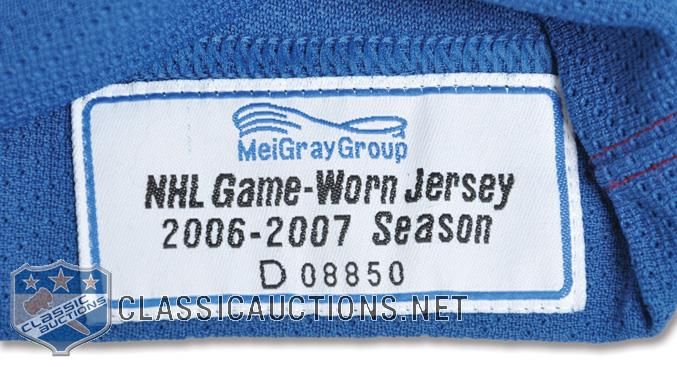 MeiGrayGroup
NHL Game-Worn Jersey
2006-2007 Season
D 08850
CLASSIC
AUCTIONS
CLASSICAUCTIONS.NET